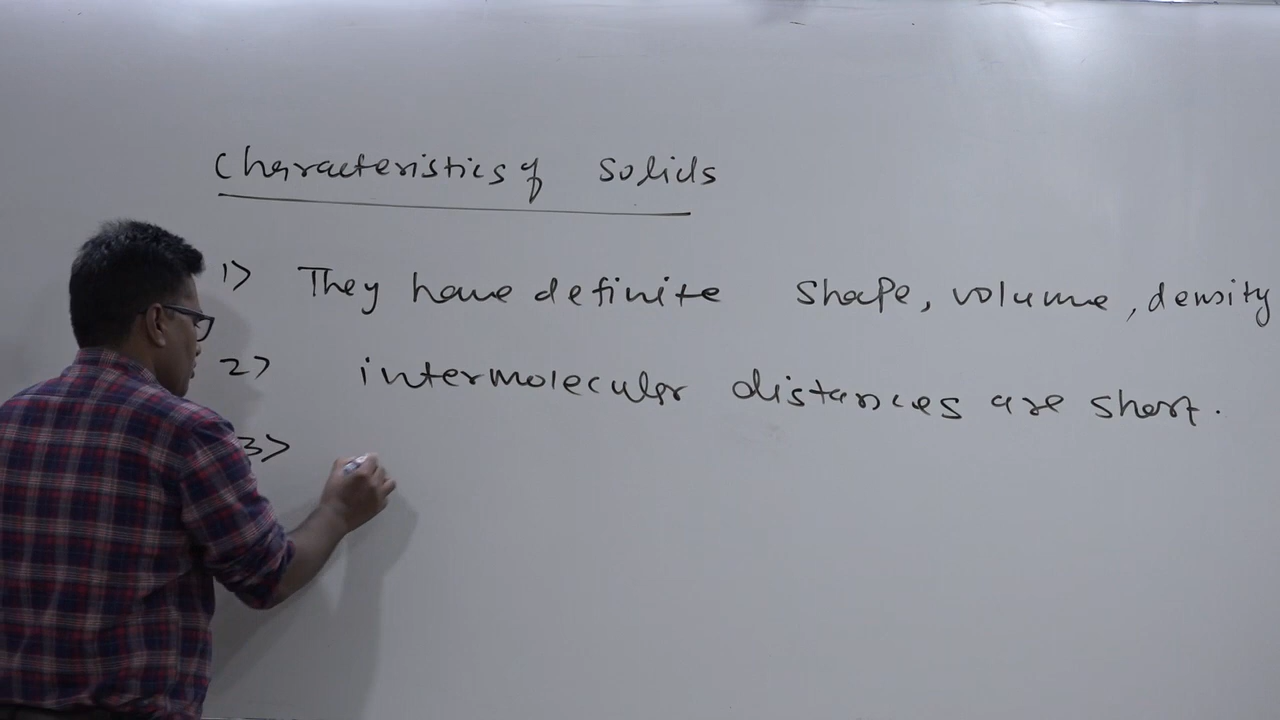 Characteristics of Solids
1> They have definite Shape, volume, density
2> intermolecular distances are short.
3>